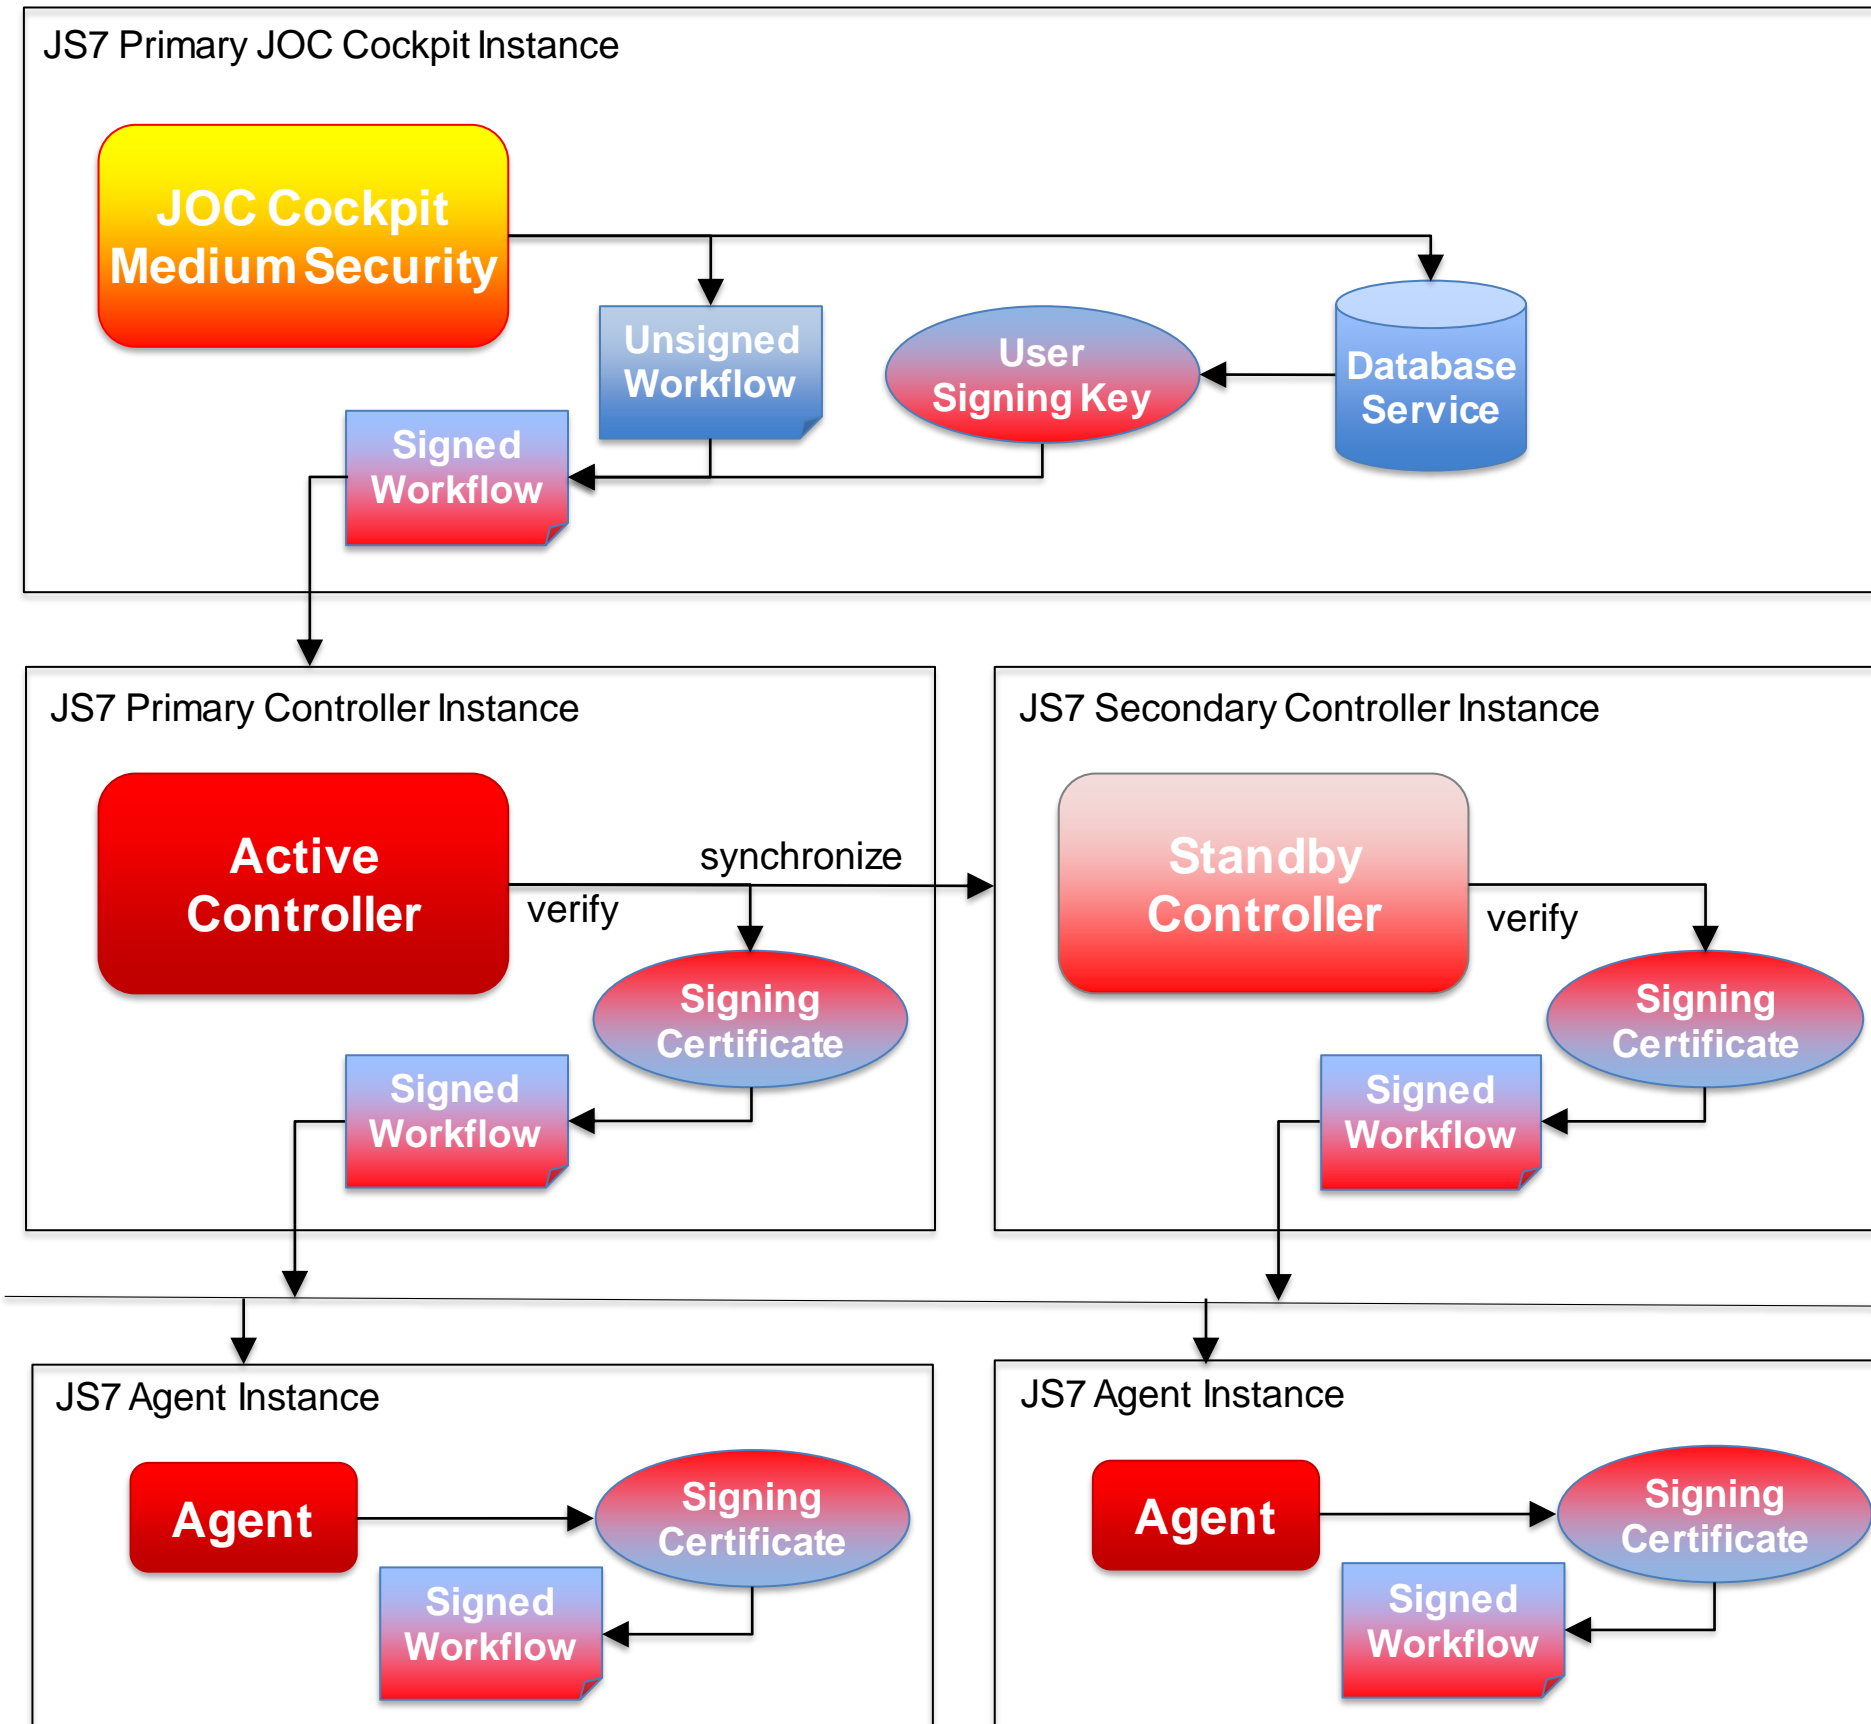 JS7 Primary JOC Cockpit Instance
JOC Cockpit
Medium Security
Unsigned
Workflow
User
Signing Key
Database
Service
Signed
Workflow
JS7 Primary Controller Instance
Active
Controller
synchronize
verify
Signing
Certificate
Signed
Workflow
JS7 Secondary Controller Instance
Standby
Controller
verify
Signing
Certificate
Signed
Workflow
JS7 Agent Instance
Agent
Signing
Certificate
Signed
Workflow
JS7 Agent Instance
Agent
Signing
Certificate
Signed
Workflow